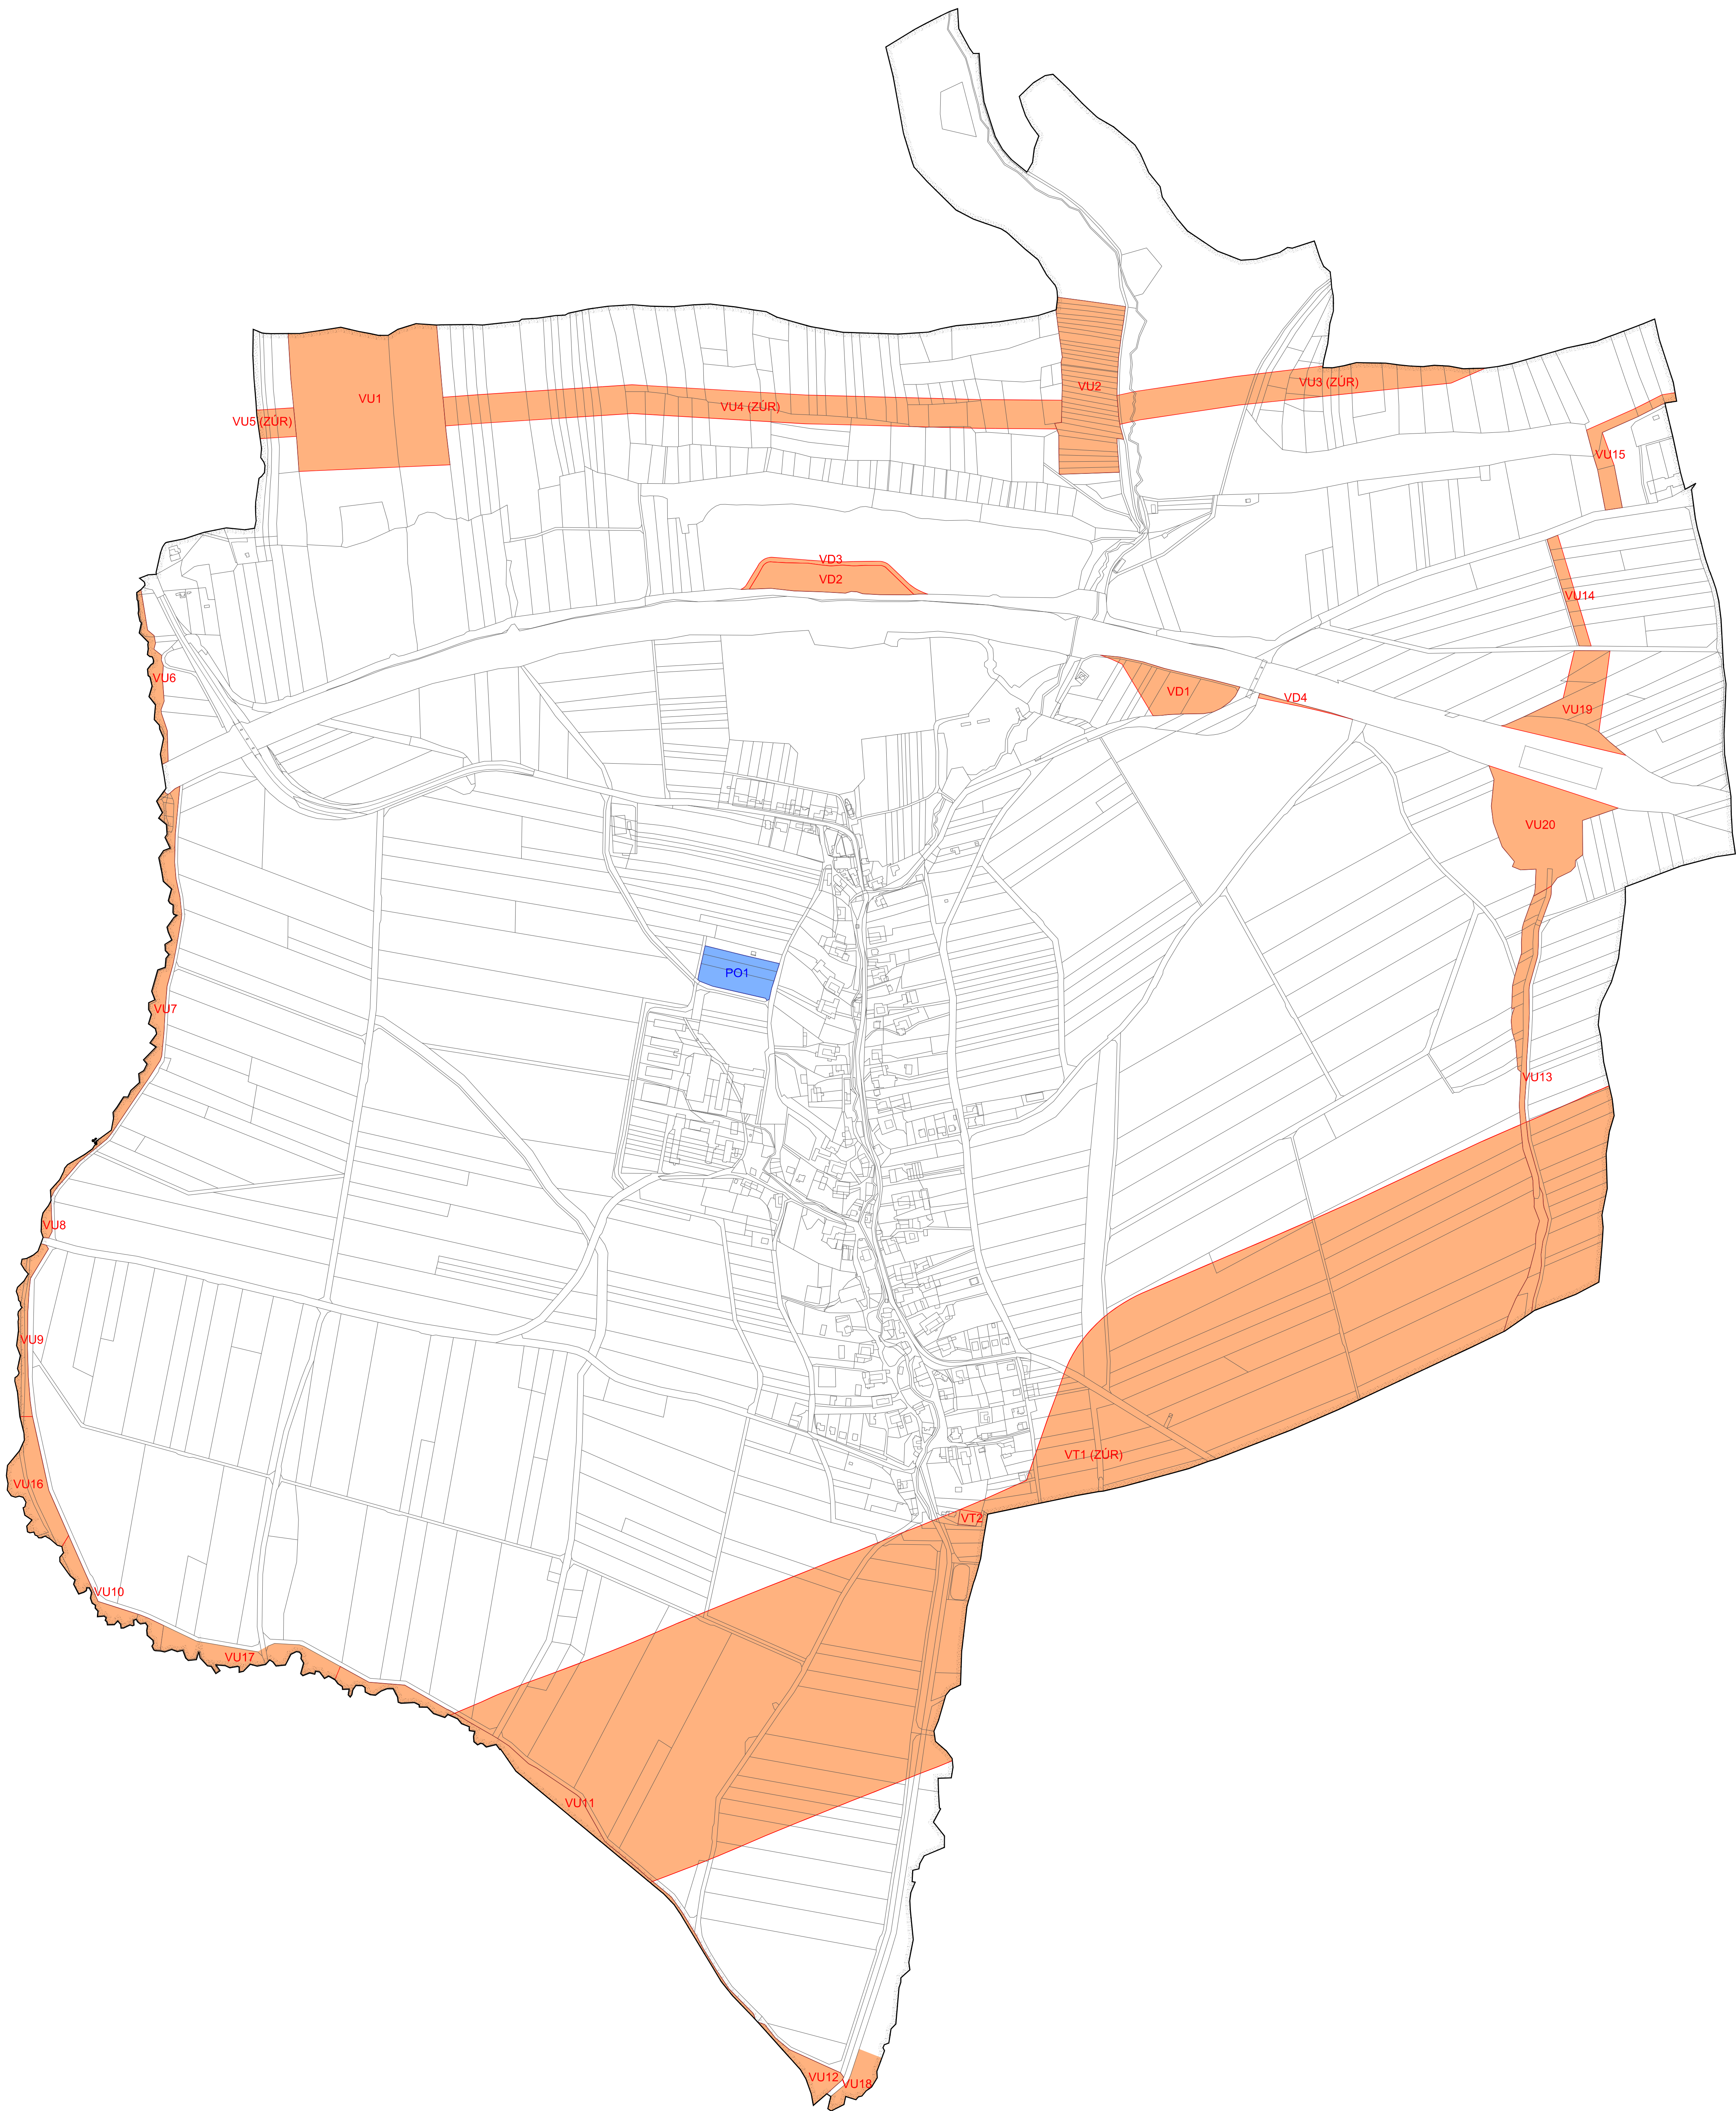 VU3 (ZÚR)
VU2
VU1
VU4 (ZÚR)
VU5 (ZÚR)
VU15
VD3
VD2
VU14
VU6
VD1
VD4
VU19
VU20
PO1
VU7
VU13
VU8
VU9
VT1 (ZÚR)
VU16
VT2
VU10
VU17
VU11
VU12
VU18